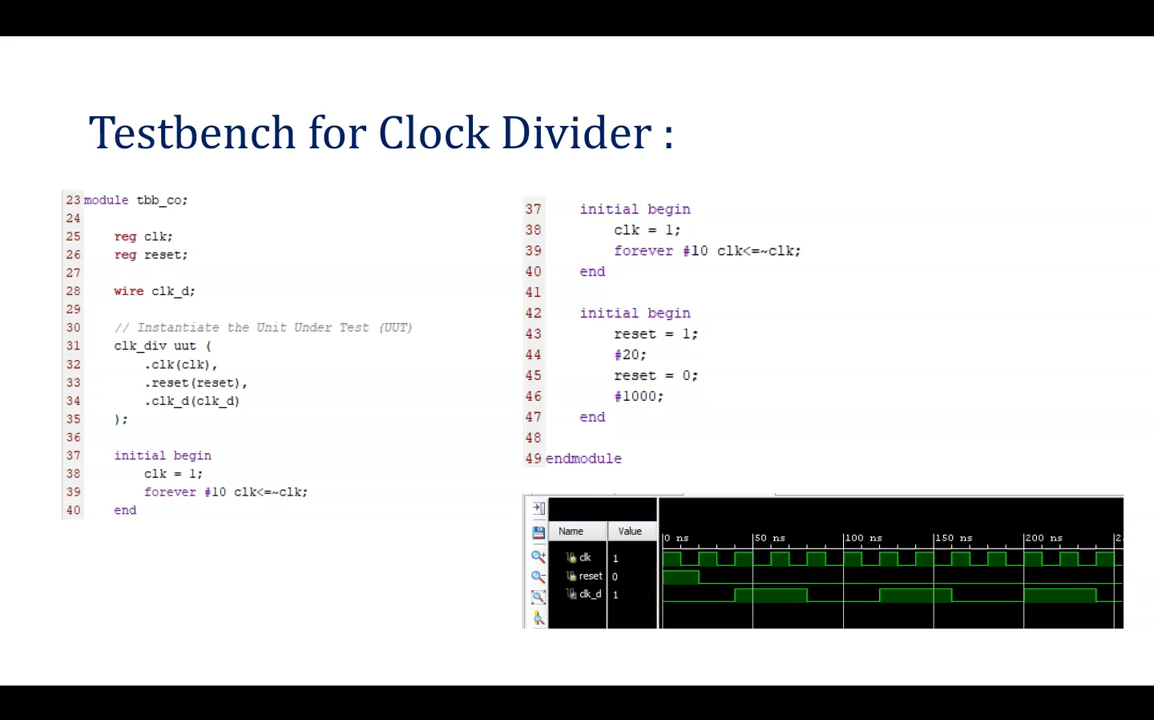 Testbench for Clock Divider :
23 module tbb_co;
24
25 reg clk;
26 reg reset;
27
28 wire clk_d;
29
30 // Instantiate the Unit Under Test (UUT)
31 clk_div uut (
32 .clk(clk),
33 .reset(reset),
34 .clk_d(clk_d)
35 );
36
37 initial begin
38 clk = 1;
39 forever #10 clk<=~clk;
40 end
37 initial begin
38 clk = 1;
39 forever #10 clk<=~clk;
40 end
41
42 initial begin
43 reset = 1;
44 #20;
45 reset = 0;
46 #1000;
47 end
48
49 endmodule
Name Value
0 ns 50 ns 100 ns 150 ns 200 ns
clk 1
reset 0
clk_d 1